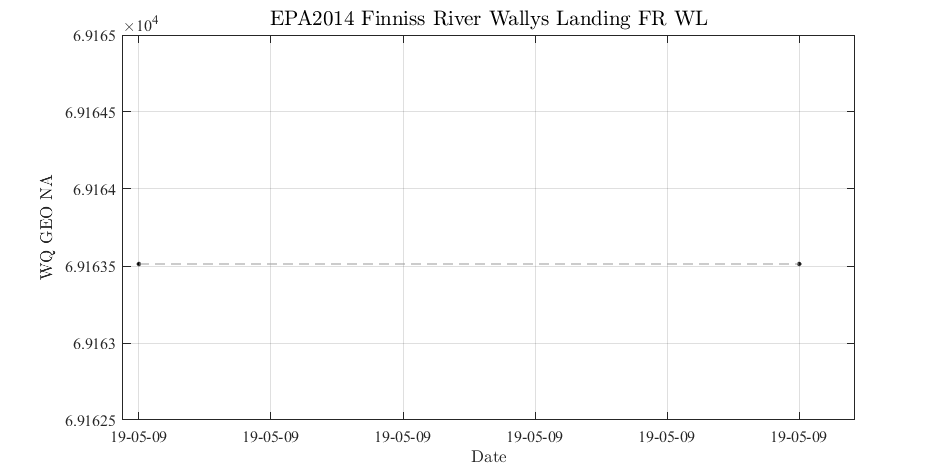 EPA2014 Finniss River Wallys Landing FR WL
×10⁴
6.9165
6.91645
6.9164
6.91635
6.9163
6.91625
WQ GEO NA
19-05-09 19-05-09 19-05-09 19-05-09 19-05-09 19-05-09
Date